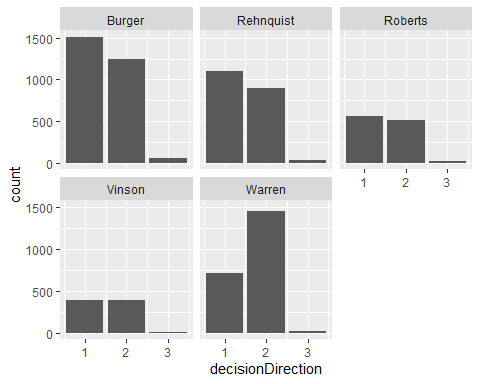 Burger Rehnquist Roberts
1500
1000
500
0
1 2 3
Vinson Warren
1500
1000
500
0
1 2 3 1 2 3
count
decisionDirection